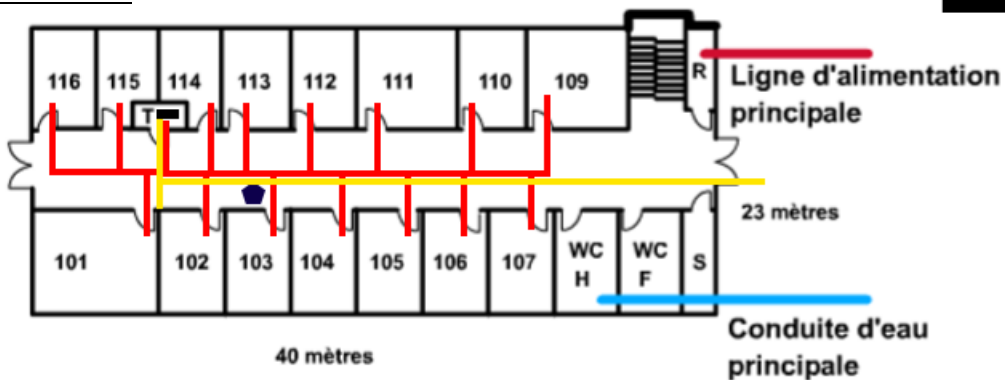 116 115 114 113 112 111 110 109 R
T
Ligne d'alimentation
principale
23 mètres
101 102 103 104 105 106 107 WC H WC F S
Conduite d'eau
principale
40 mètres